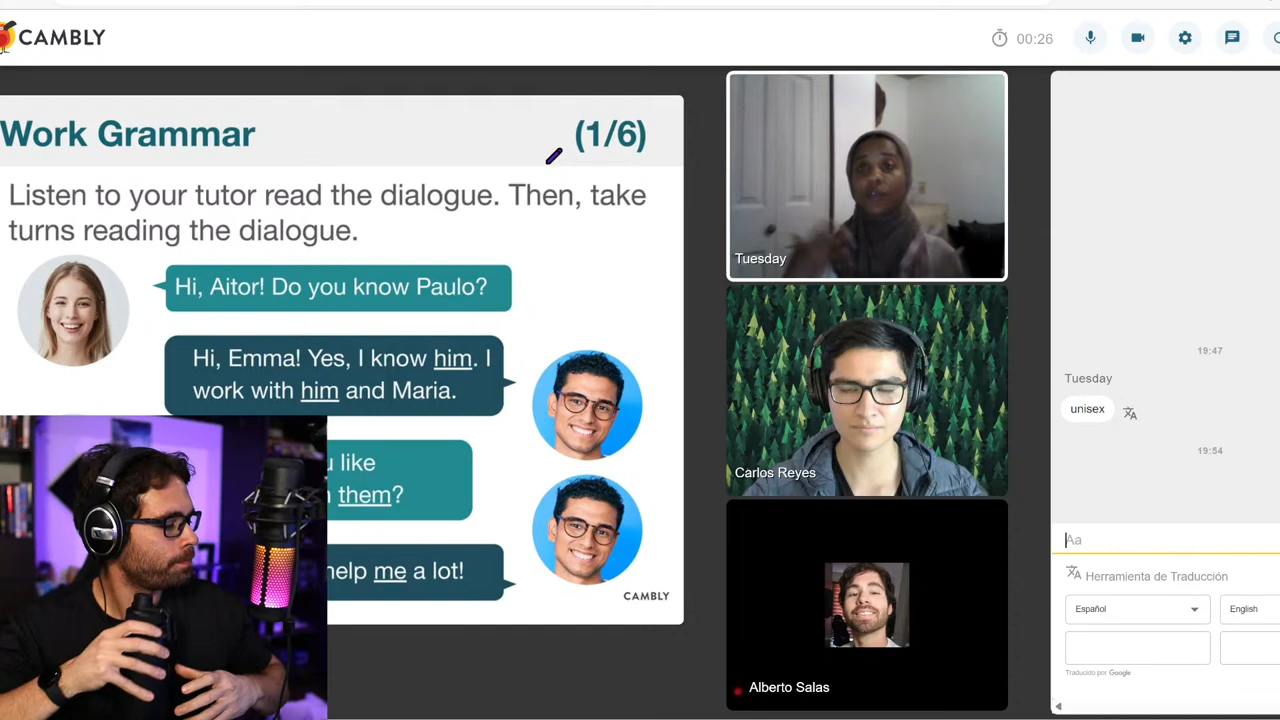 CAMBLY
00:26
Work Grammar
(1/6)
Listen to your tutor read the dialogue. Then, take
turns reading the dialogue.
Hi, Aitor! Do you know Paulo?
Hi, Emma! Yes, I know him. I
work with him and Maria.
like
them?
help me a lot!
CAMBLY
Tuesday
Carlos Reyes
Alberto Salas
19:47
Tuesday
unisex
19:54
Aa
Herramienta de Traducción
Español
English
Traducido por Google